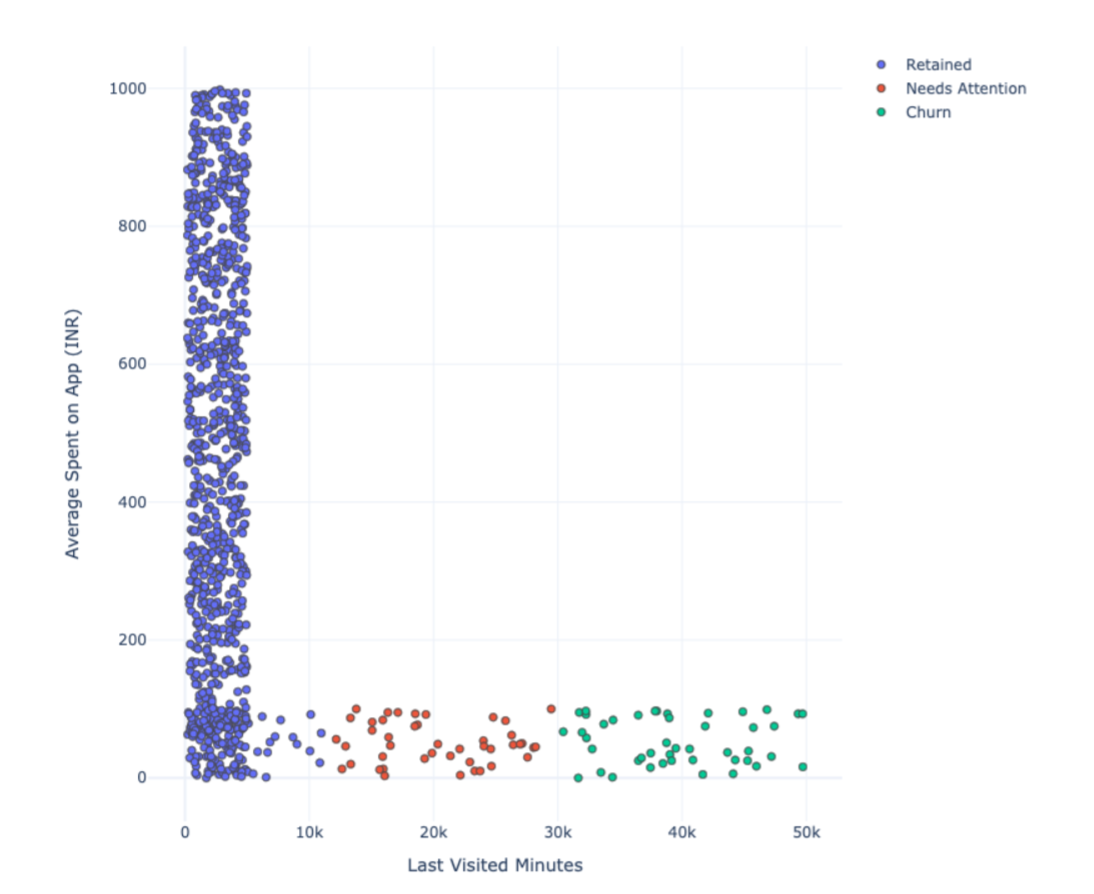 Retained
Needs Attention
Churn
1000
800
600
400
200
0
Average Spent on App (INR)
0 10k 20k 30k 40k 50k
Last Visited Minutes